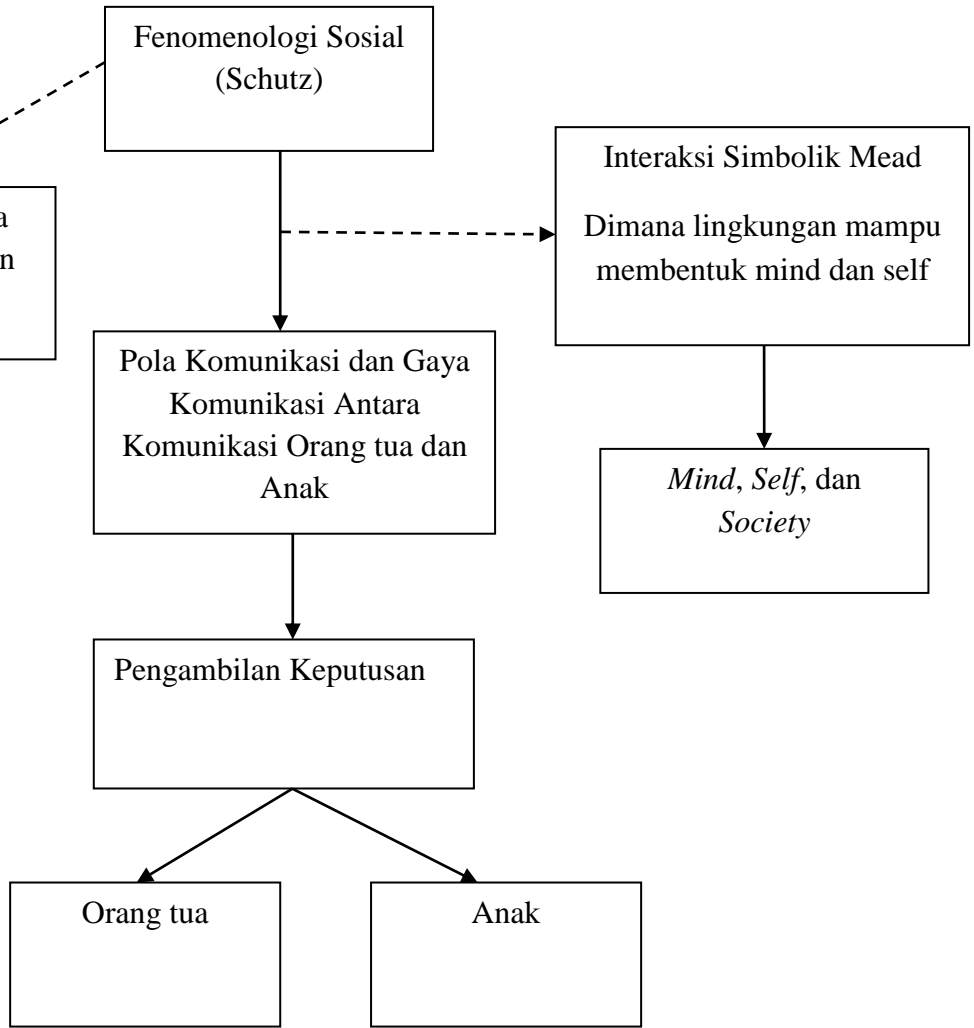 Fenomenologi Sosial
(Schutz)
Interaksi Simbolik Mead
Dimana lingkungan mampu
membentuk mind dan self
Pola Komunikasi dan Gaya
Komunikasi Antara
Komunikasi Orang tua dan
Anak
Mind, Self, dan
Society
Pengambilan Keputusan
Orang tua
Anak